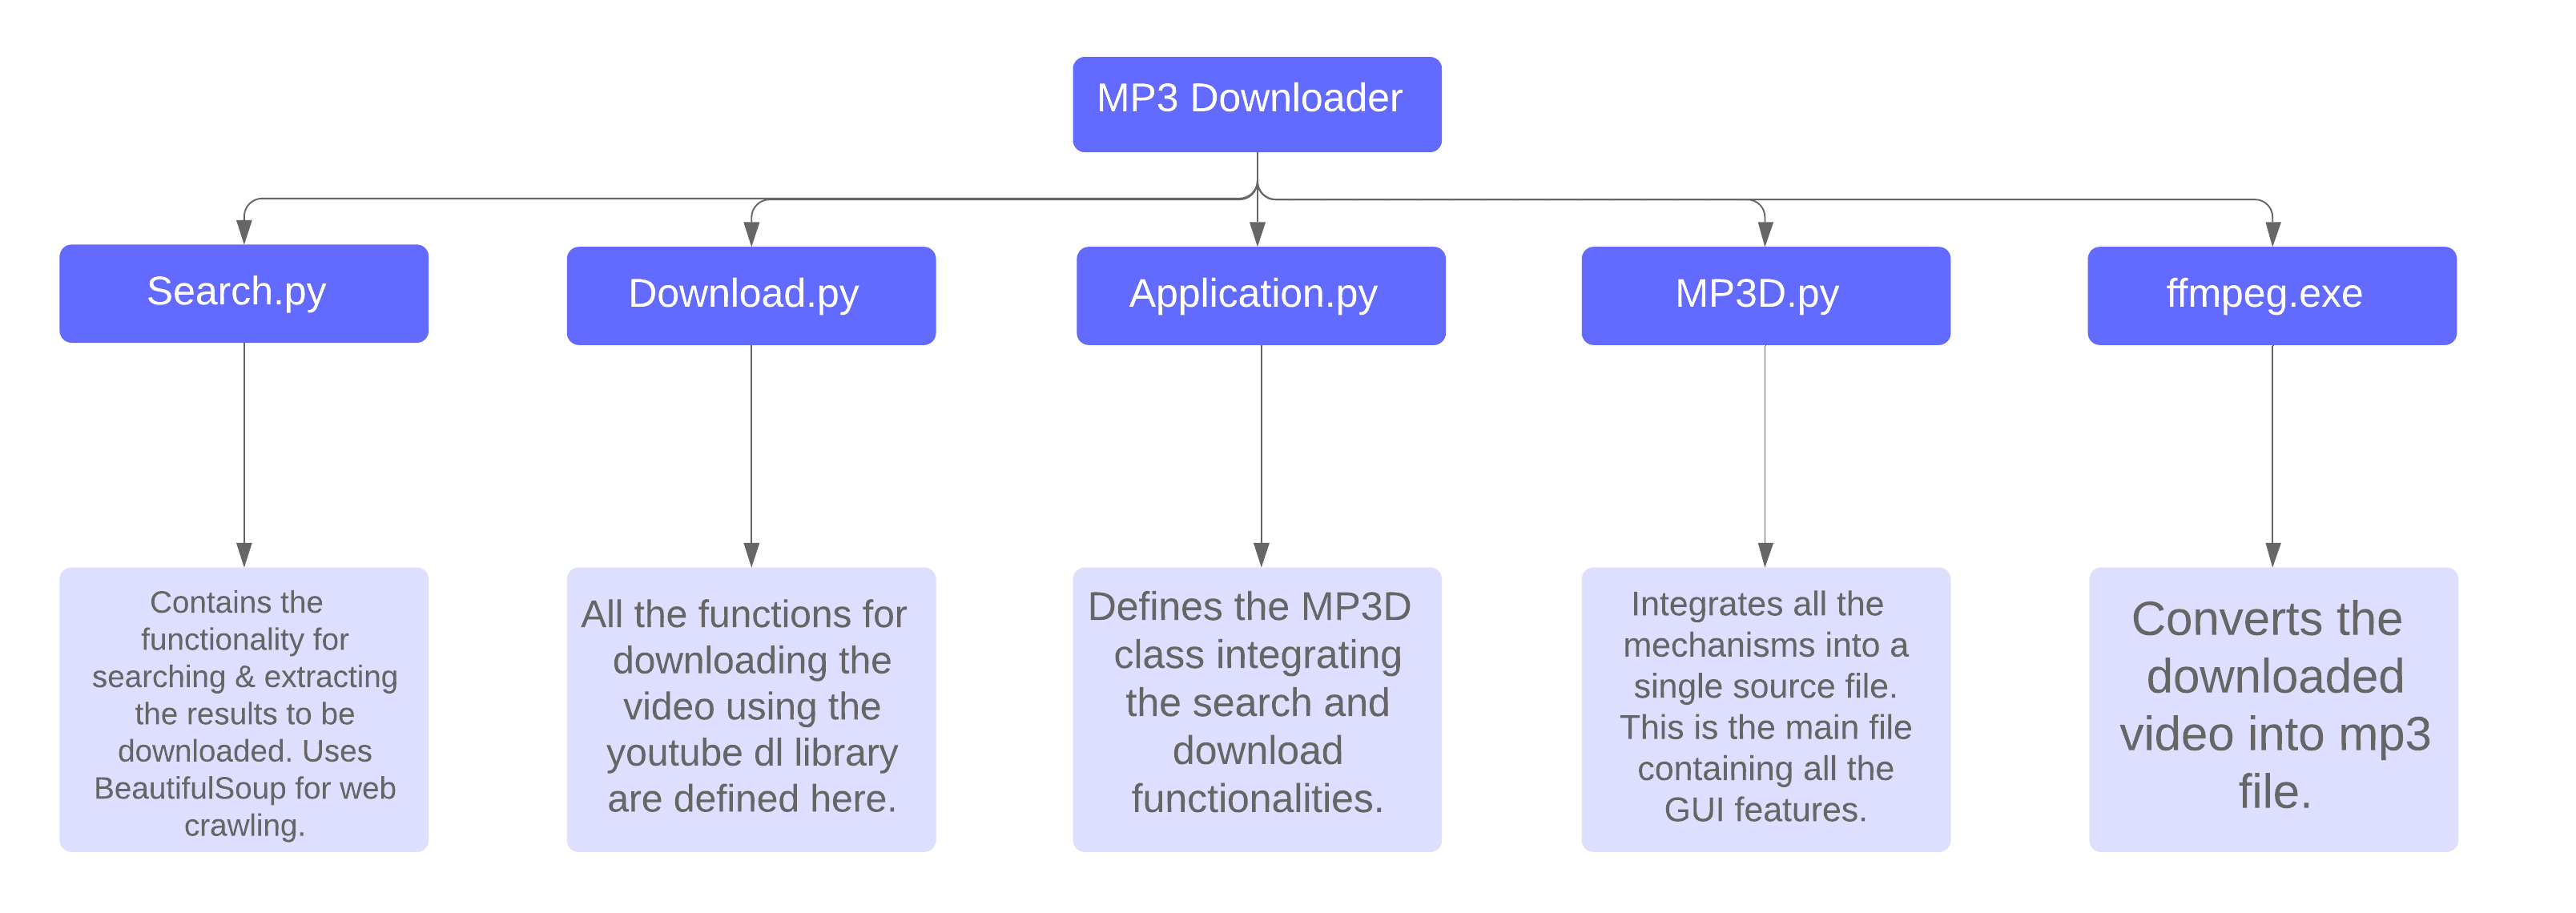 MP3 Downloader
Search.py
Download.py
Application.py
MP3D.py
ffmpeg.exe
Contains the
functionality for
searching & extracting
the results to be
downloaded. Uses
BeautifulSoup for web
crawling.
All the functions for
downloading the
video using the
youtube dl library
are defined here.
Defines the MP3D
class integrating
the search and
download
functionalities.
Integrates all the
mechanisms into a
single source file.
This is the main file
containing all the
GUI features.
Converts the
downloaded
video into mp3
file.